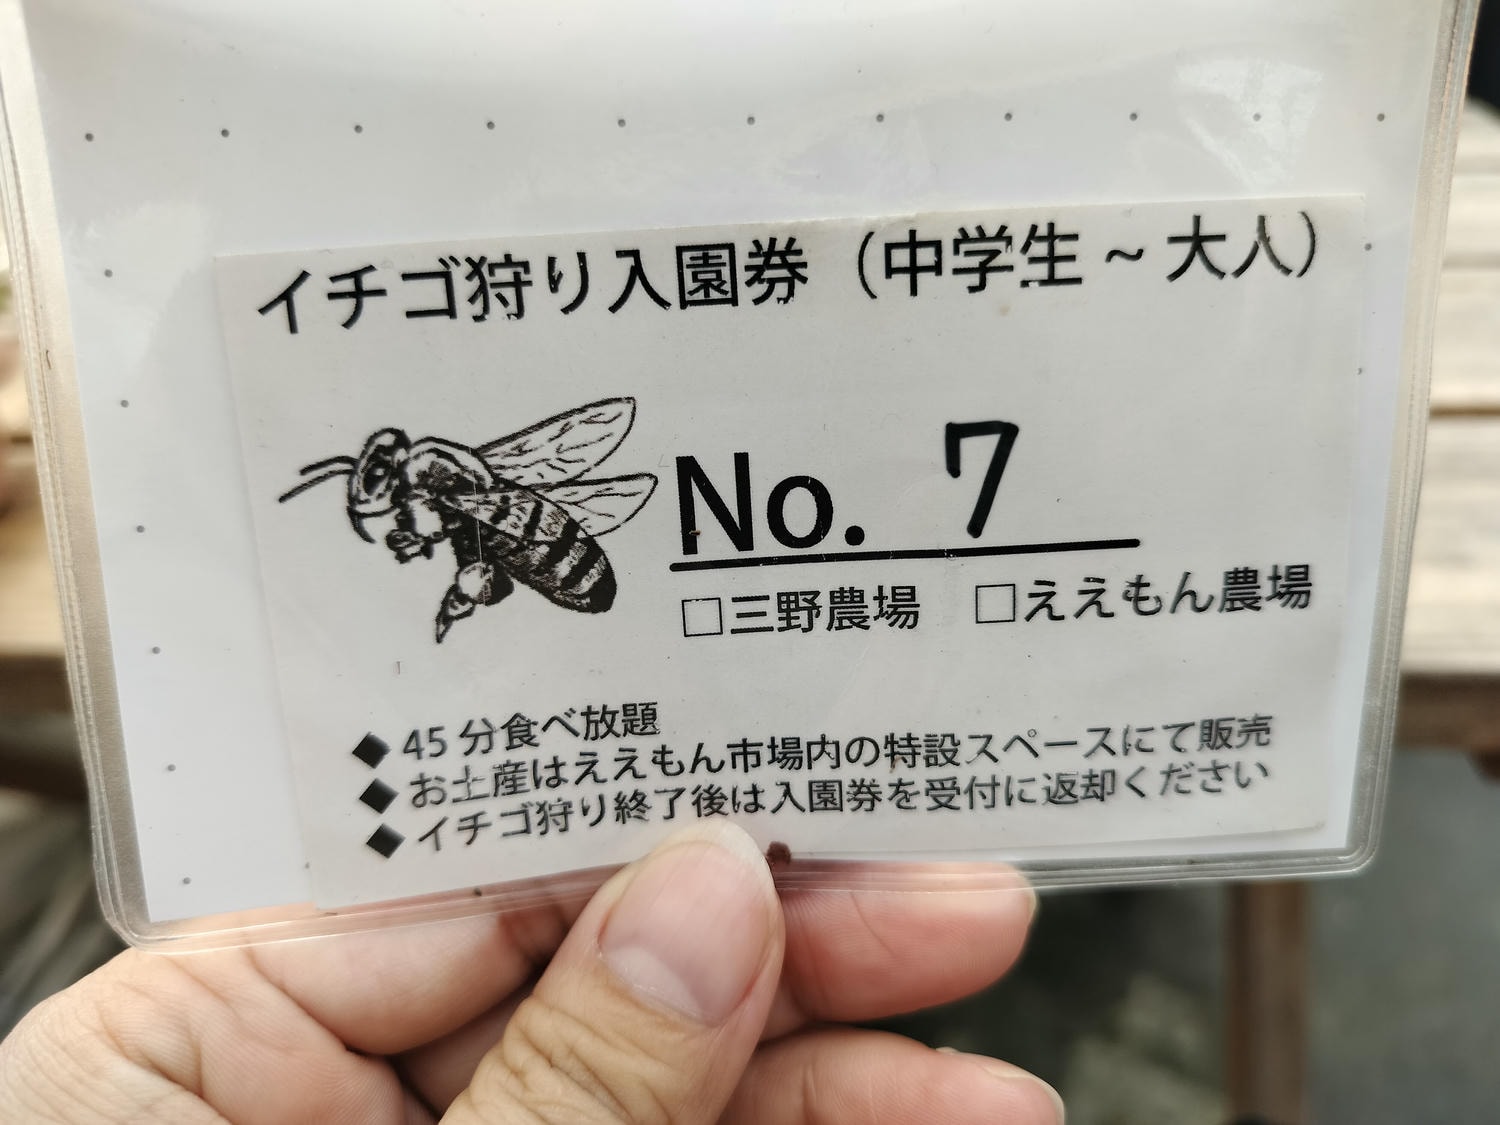 イチゴ狩り入園券（中学生～大人）
No. 7
□三野農場 □ええもん農場
◆45分食べ放題
◆お土産はええもん市場内の特設スペースにて販売
◆イチゴ狩り終了後は入園券を受付に返却ください